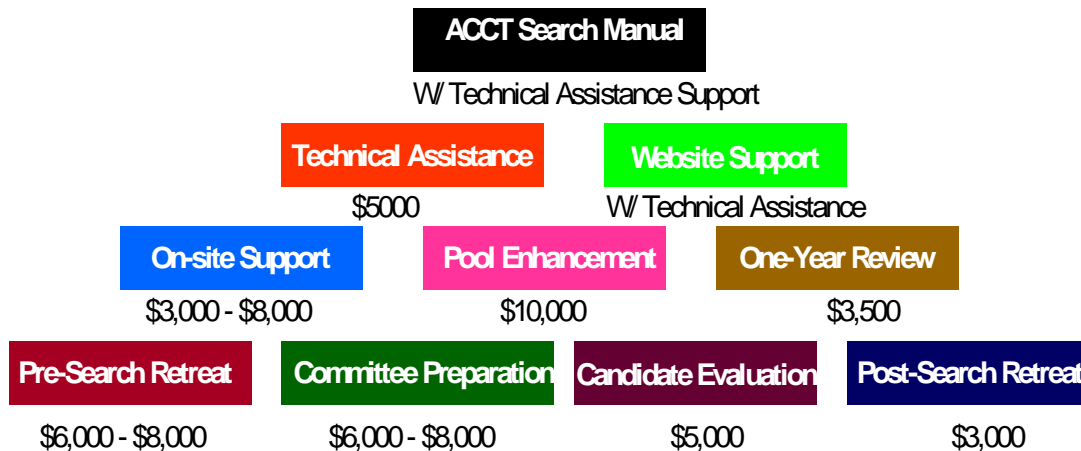 ACCT Search Manual
W/ Technical Assistance Support
Technical Assistance
Website Support
$5000
W/ Technical Assistance
On-site Support
Pool Enhancement
One-Year Review
$3,000 - $8,000
$10,000
$3,500
Pre-Search Retreat
Committee Preparation
Candidate Evaluation
Post-Search Retreat
$6,000 - $8,000
$6,000 - $8,000
$5,000
$3,000